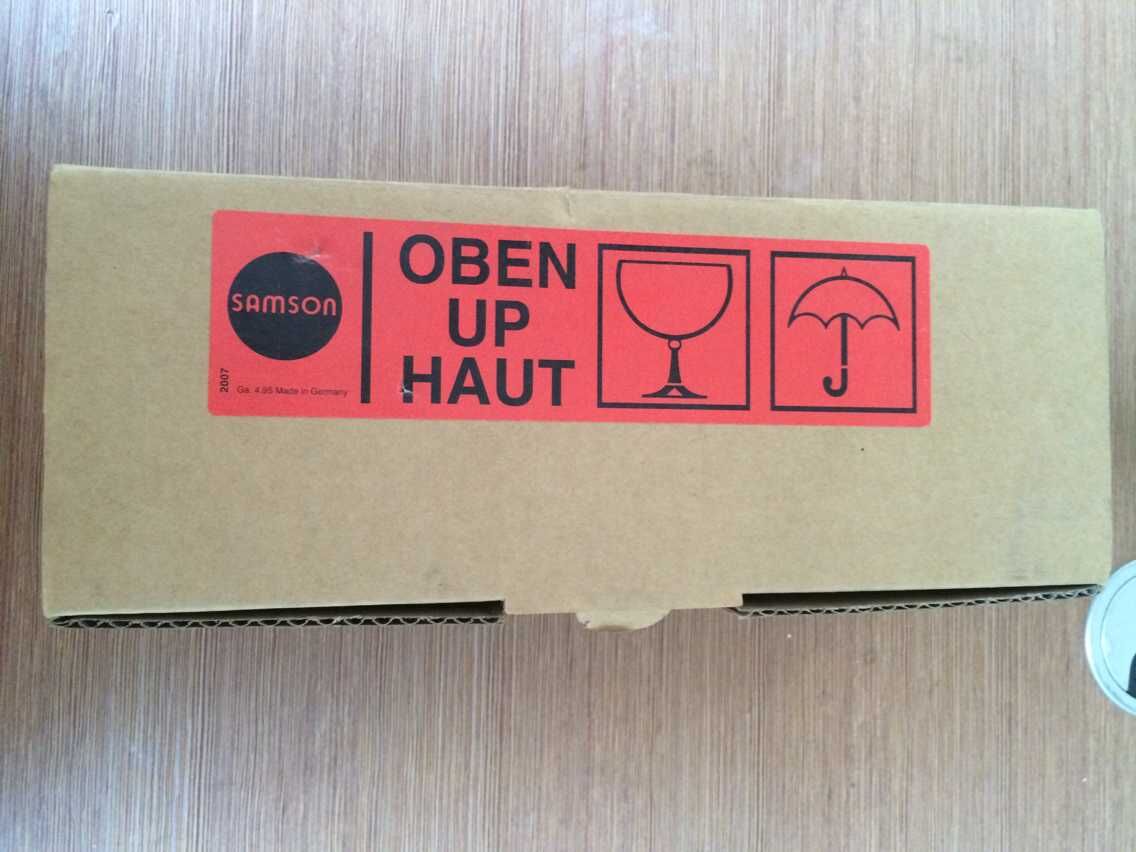 SAMSON
2007
Ga. 4.95 Made in Germany
OBEN
UP
HAUT